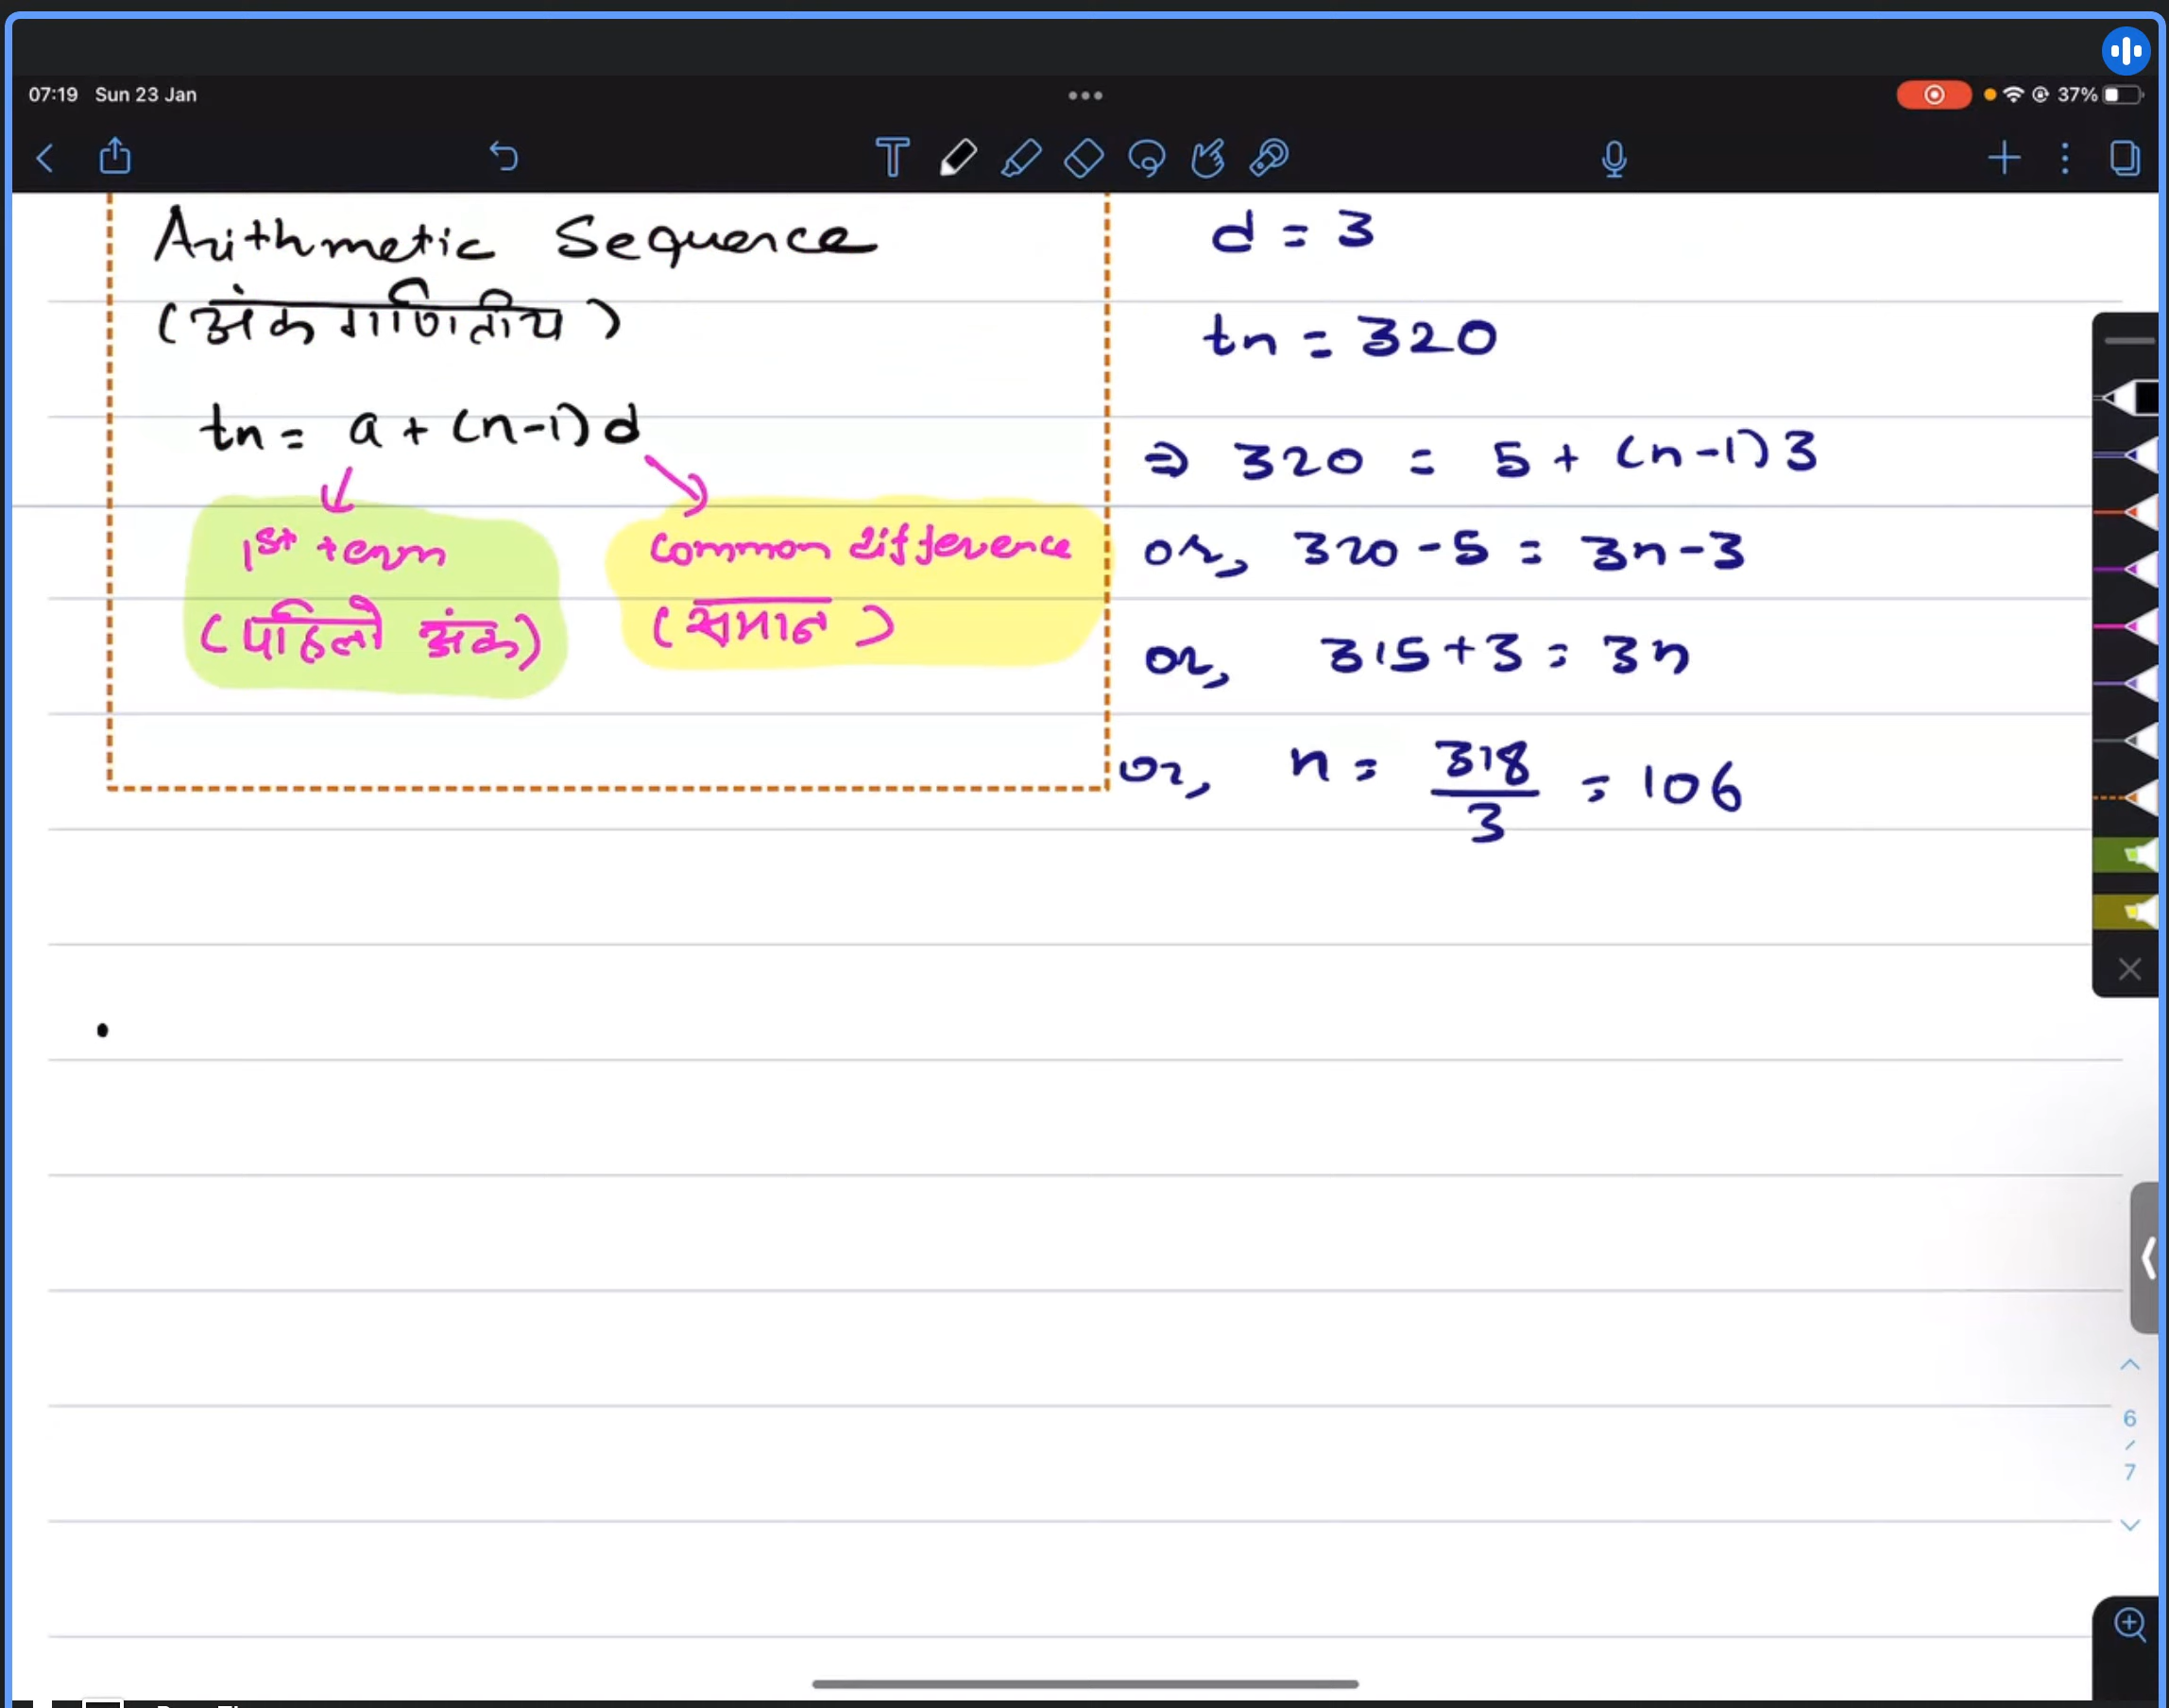 07:19 Sun 23 Jan
37%
Arithmetic Sequence
(अंकगणितीय)
tn = a + (n-1)d
1st term
(पहिलो अंक)
Common difference
(समान)
d = 3
tn = 320
⇒ 320 = 5 + (n-1)3
or, 320-5 = 3n-3
or, 315+3 = 3n
or, n = 318/3 = 106
6
/
7